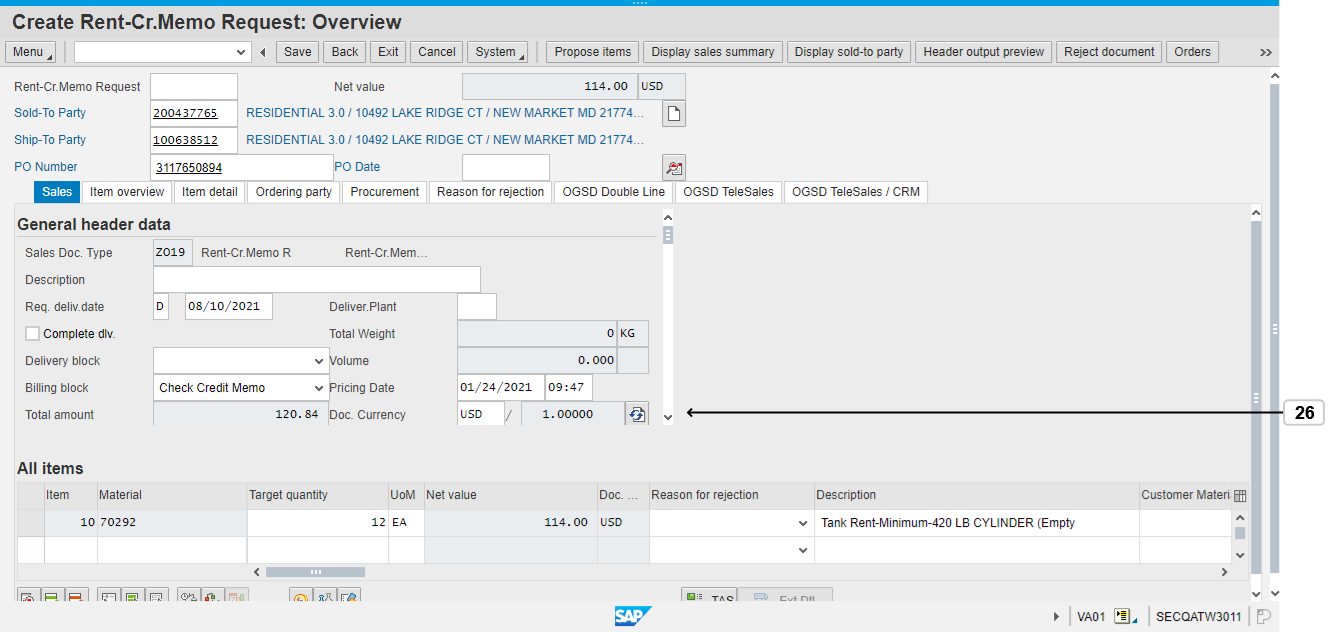 Create Rent-Cr.Memo Request: Overview
Menu Save Back Exit Cancel System Propose items Display sales summary Display sold-to party Header output preview Reject document Orders >>
Rent-Cr.Memo Request Net value 114.00 USD
Sold-To Party 200437765 RESIDENTIAL 3.0 / 10492 LAKE RIDGE CT / NEW MARKET MD 21774...
Ship-To Party 100638512 RESIDENTIAL 3.0 / 10492 LAKE RIDGE CT / NEW MARKET MD 21774...
PO Number 3117650894 PO Date
Sales Item overview Item detail Ordering party Procurement Reason for rejection OGSD Double Line OGSD TeleSales OGSD TeleSales / CRM
General header data
Sales Doc. Type ZO19 Rent-Cr.Memo R Rent-Cr.Mem...
Description
Req. deliv.date D 08/10/2021 Deliver.Plant
Complete dlv. Total Weight 0 KG
Delivery block Volume 0.000
Billing block Check Credit Memo Pricing Date 01/24/2021 09:47
Total amount 120.84 Doc. Currency USD / 1.00000
26
All items
Item Material Target quantity UoM Net value Doc. ... Reason for rejection Description Customer Materi
10 70292 12 EA 114.00 USD Tank Rent-Minimum-420 LB CYLINDER (Empty
TAS Ext Dtl
SAP VA01 SECQATW3011